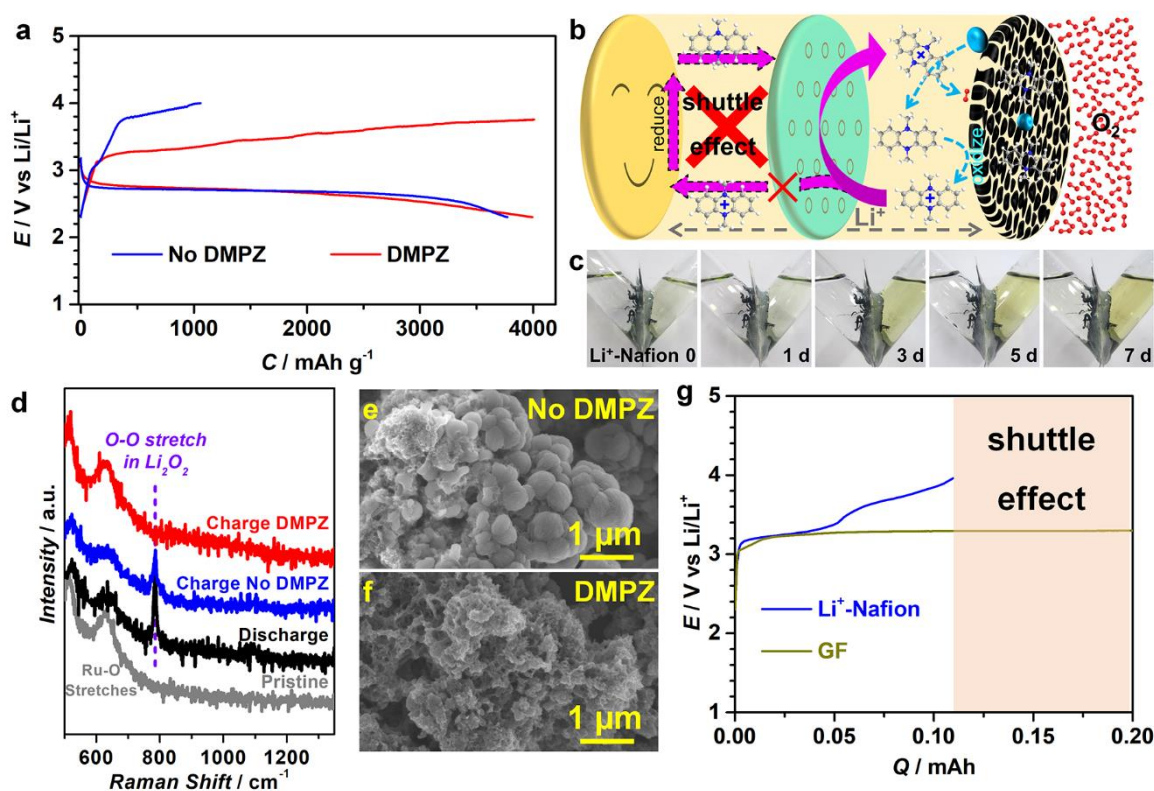 a
E / V vs Li/Li⁺
5
4
3
2
1
No DMPZ
DMPZ
0
1000
2000
3000
4000
C / mAh g⁻¹
b
reduce
shuttle
effect
oxidize
Li⁺
O₂
c
Li⁺-Nafion 0
1 d
3 d
5 d
7 d
d
Intensity / a.u.
O-O stretch
in Li₂O₂
Charge DMPZ
Charge No DMPZ
Discharge
Ru-O
Stretches
Pristine
600
800
1000
1200
Raman Shift / cm⁻¹
e
No DMPZ
1 µm
f
DMPZ
1 µm
g
E / V vs Li/Li⁺
5
4
3
2
1
shuttle
effect
Li⁺-Nafion
GF
0.00
0.05
0.10
0.15
0.20
Q / mAh